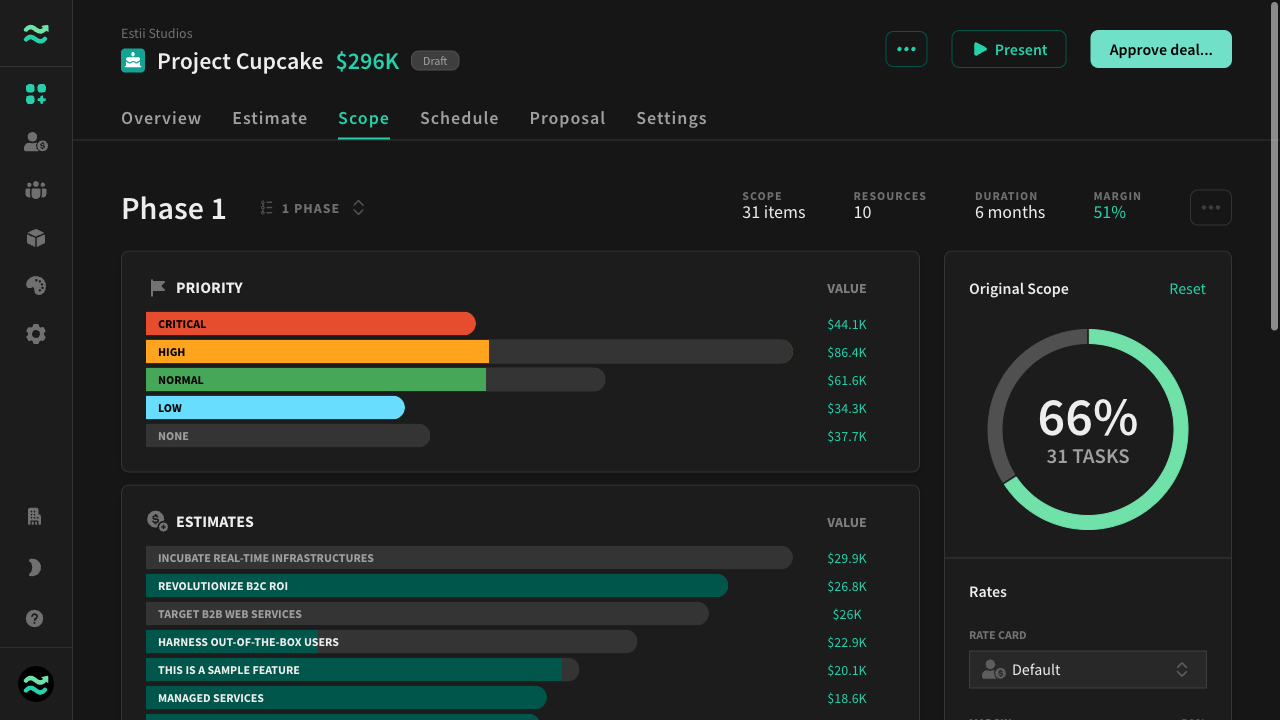 Estii Studios
Project Cupcake $296K Draft
Present
Approve deal...
Overview Estimate Scope Schedule Proposal Settings
Phase 1
1 PHASE
SCOPE
31 items
RESOURCES
10
DURATION
6 months
MARGIN
51%
PRIORITY VALUE
CRITICAL $44.1K
HIGH $86.4K
NORMAL $61.6K
LOW $34.3K
NONE $37.7K
ESTIMATES VALUE
INCUBATE REAL-TIME INFRASTRUCTURES $29.9K
REVOLUTIONIZE B2C ROI $26.8K
TARGET B2B WEB SERVICES $26K
HARNESS OUT-OF-THE-BOX USERS $22.9K
THIS IS A SAMPLE FEATURE $20.1K
MANAGED SERVICES $18.6K
Original Scope Reset
66%
31 TASKS
Rates
RATE CARD
Default